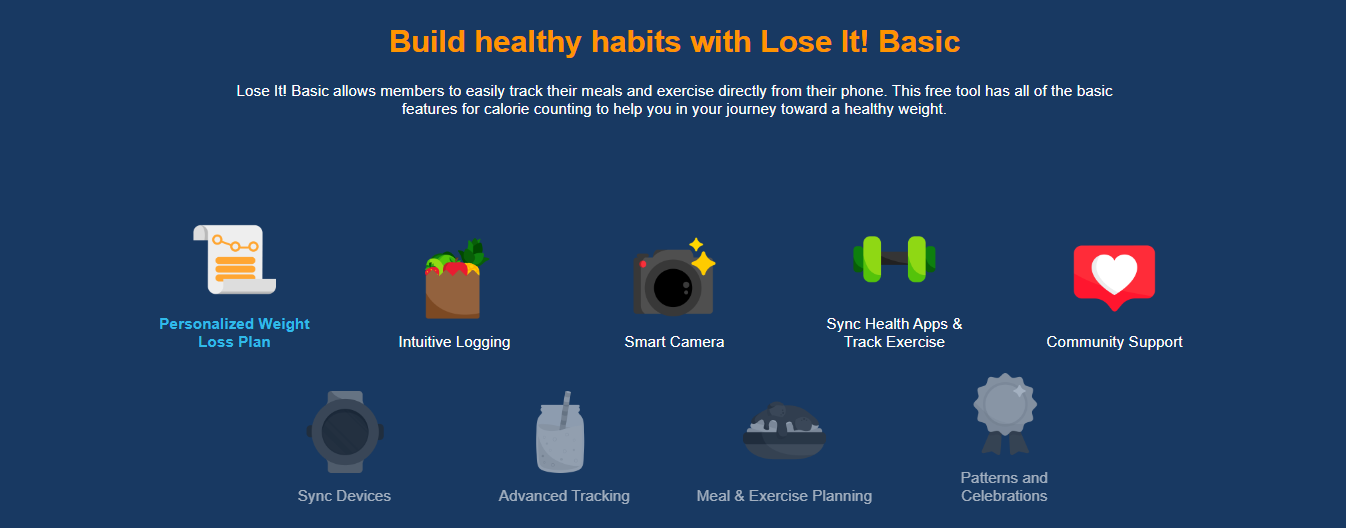 Build healthy habits with Lose It! Basic
Lose It! Basic allows members to easily track their meals and exercise directly from their phone. This free tool has all of the basic
features for calorie counting to help you in your journey toward a healthy weight.
Personalized Weight
Loss Plan
Intuitive Logging
Smart Camera
Sync Health Apps &
Track Exercise
Community Support
Sync Devices
Advanced Tracking
Meal & Exercise Planning
Patterns and
Celebrations